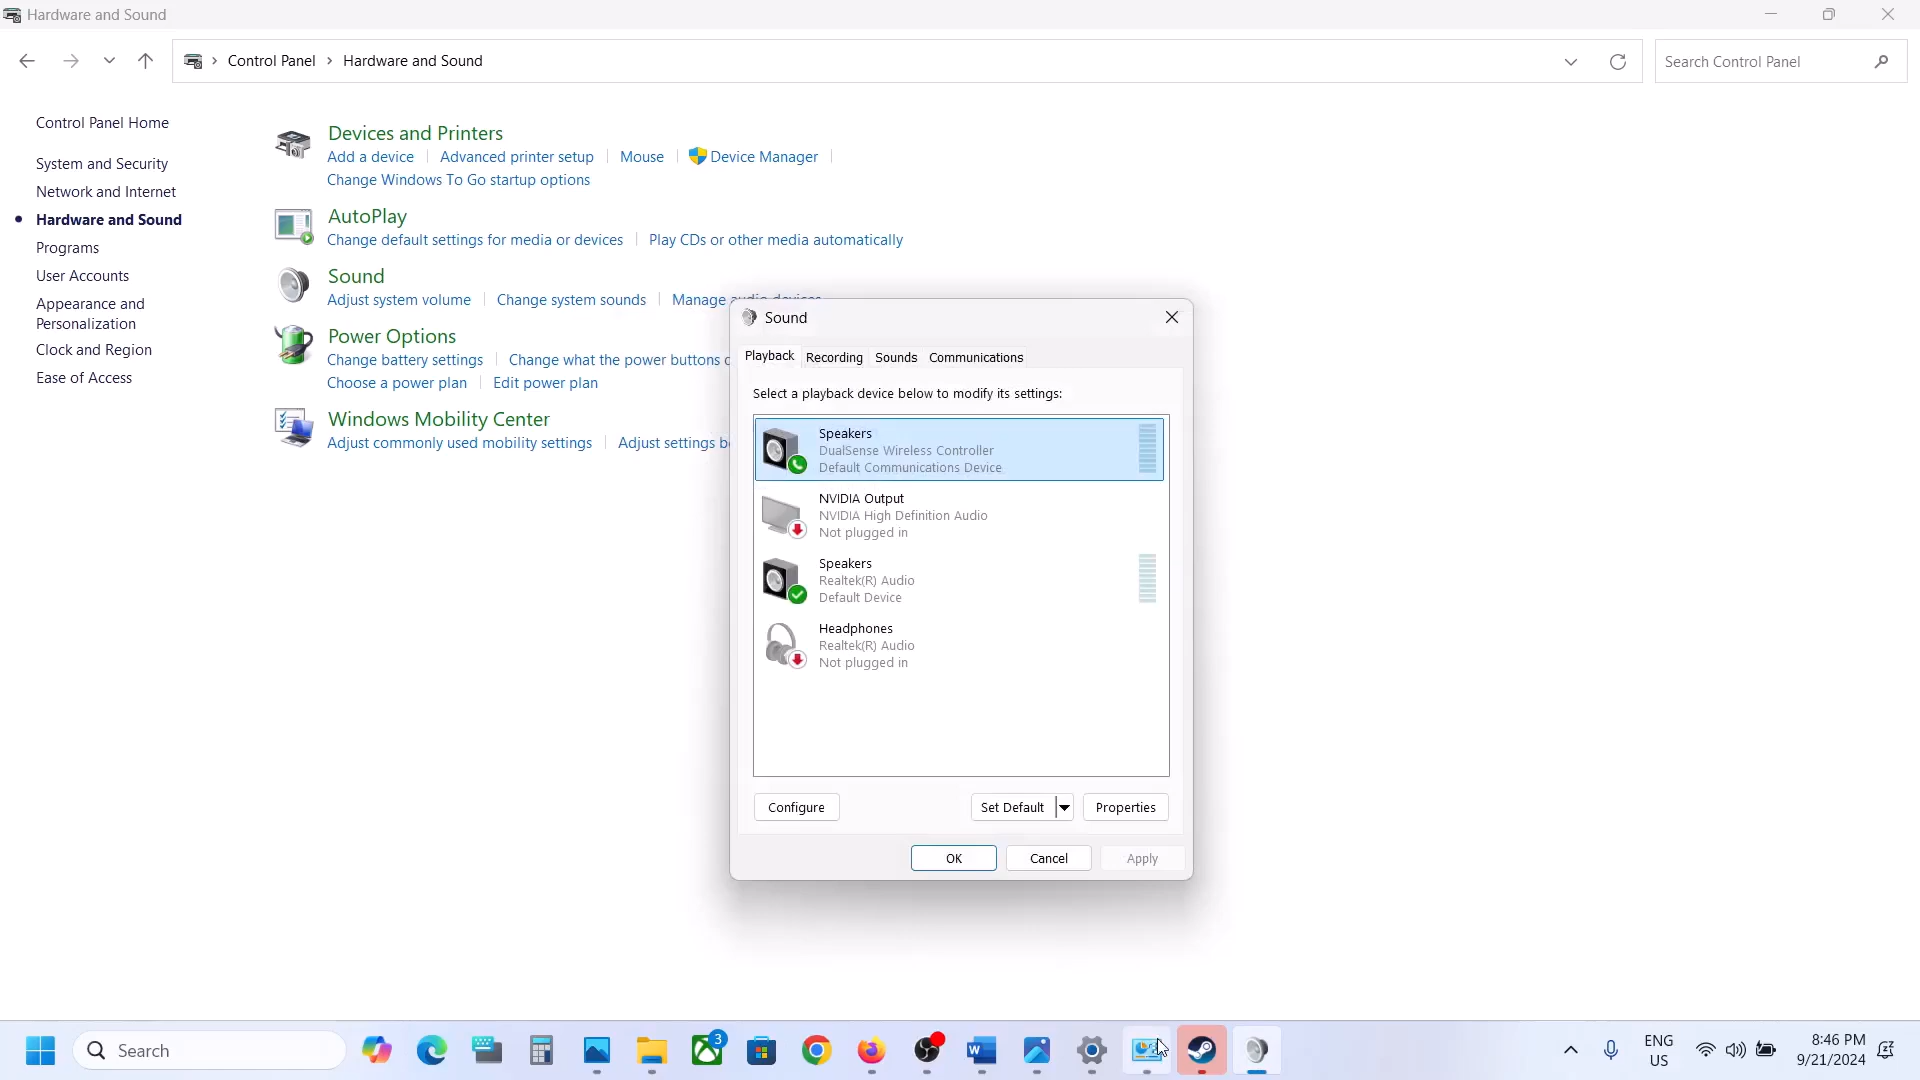 Hardware and Sound
Control Panel > Hardware and Sound
Search Control Panel
Control Panel Home
System and Security
Network and Internet
Hardware and Sound
Programs
User Accounts
Appearance and
Personalization
Clock and Region
Ease of Access
Devices and Printers
Add a device
Advanced printer setup
Mouse
Device Manager
Change Windows To Go startup options
AutoPlay
Change default settings for media or devices
Play CDs or other media automatically
Sound
Adjust system volume
Change system sounds
Manage audio devices
Power Options
Change battery settings
Change what the power buttons
Choose a power plan
Edit power plan
Windows Mobility Center
Adjust commonly used mobility settings
Adjust settings
Sound
Playback
Recording
Sounds
Communications
Select a playback device below to modify its settings:
Speakers
DualSense Wireless Controller
Default Communications Device
NVIDIA Output
NVIDIA High Definition Audio
Not plugged in
Speakers
Realtek(R) Audio
Default Device
Headphones
Realtek(R) Audio
Not plugged in
Configure
Set Default
Properties
OK
Cancel
Apply
Search
3
ENG
US
8:46 PM
9/21/2024